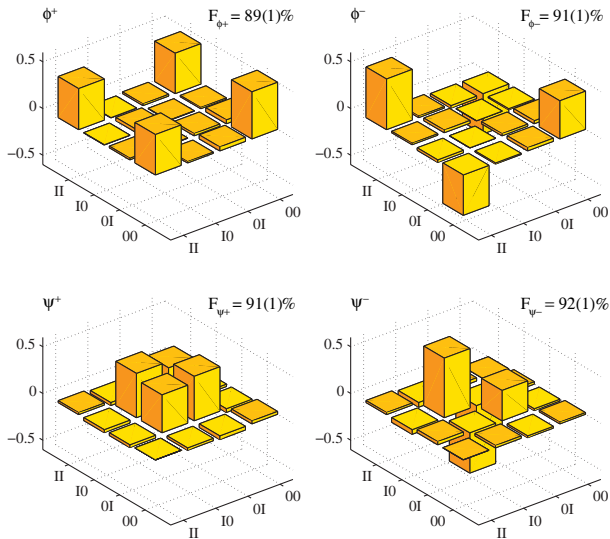 ϕ⁺ F_ϕ+ = 89(1)%
0.5
0
−0.5
II
I0
0I
00
II
I0
0I
00
ϕ⁻ F_ϕ− = 91(1)%
0.5
0
−0.5
II
I0
0I
00
II
I0
0I
00
ψ⁺ F_ψ+ = 91(1)%
0.5
0
−0.5
II
I0
0I
00
II
I0
0I
00
ψ⁻ F_ψ− = 92(1)%
0.5
0
−0.5
II
I0
0I
00
II
I0
0I
00